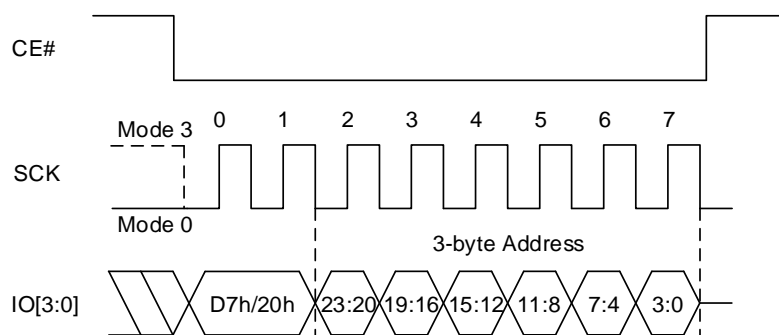 CE#
0 1 2 3 4 5 6 7
Mode 3
SCK
Mode 0
3-byte Address
IO[3:0] D7h/20h 23:20 19:16 15:12 11:8 7:4 3:0